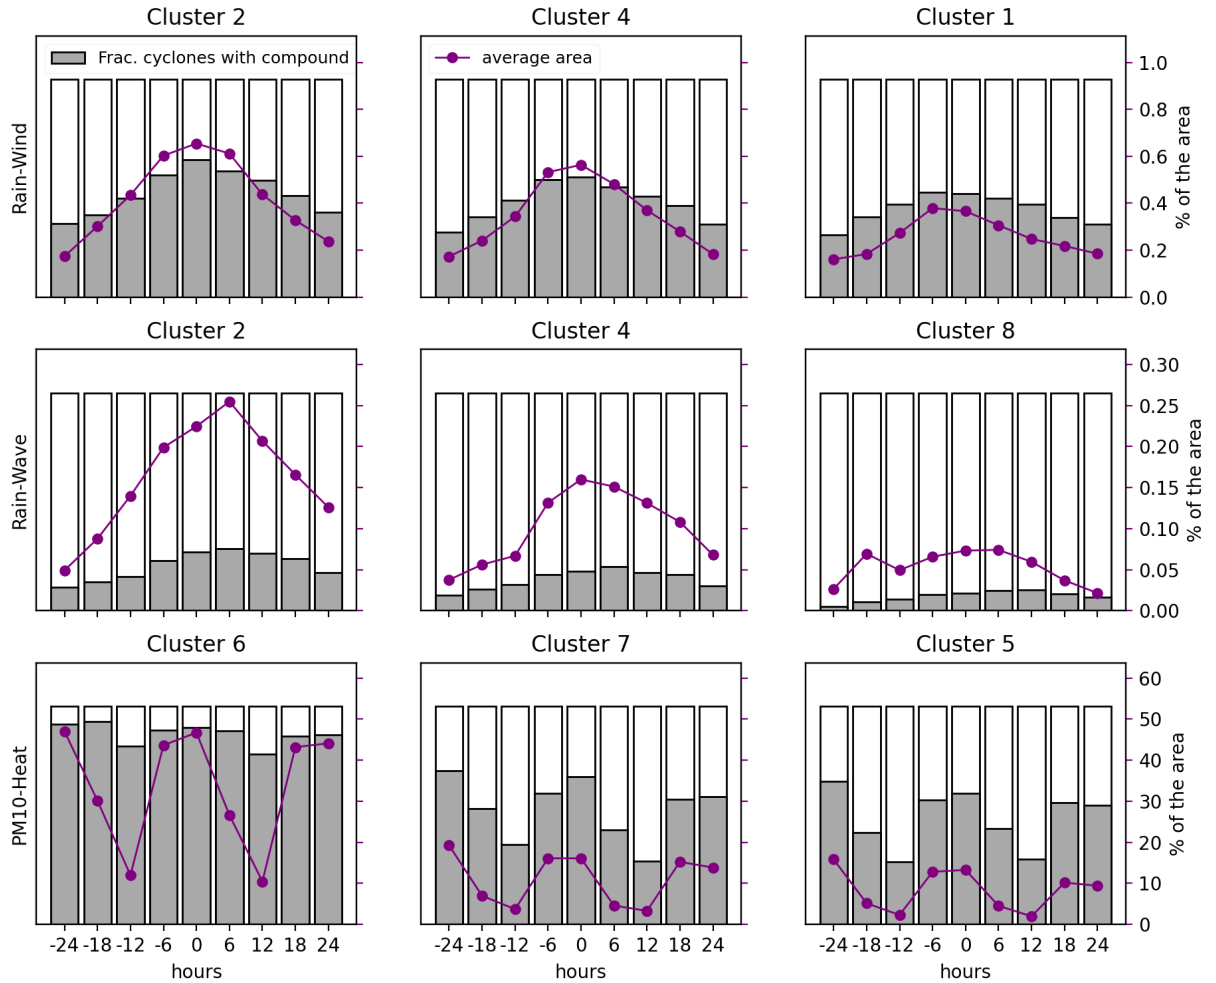 Cluster 2 Cluster 4 Cluster 1
Frac. cyclones with compound
average area
Rain-Wind
1.0
0.8
0.6
0.4
0.2
0.0
% of the area
Cluster 2 Cluster 4 Cluster 8
Rain-Wave
0.30
0.25
0.20
0.15
0.10
0.05
0.00
% of the area
Cluster 6 Cluster 7 Cluster 5
PM10-Heat
60
50
40
30
20
10
0
% of the area
-24 -18 -12 -6 0 6 12 18 24 -24 -18 -12 -6 0 6 12 18 24 -24 -18 -12 -6 0 6 12 18 24
hours hours hours